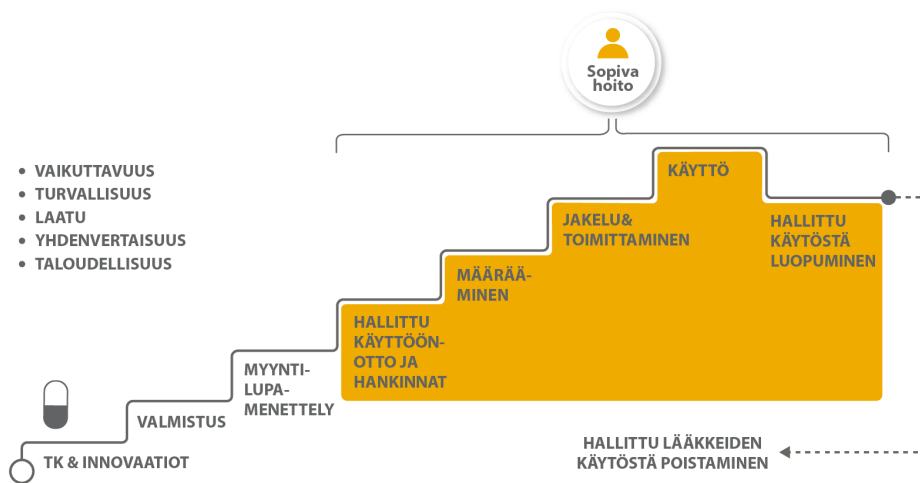 Sopiva
hoito
• VAIKUTTAVUUS
• TURVALLISUUS
• LAATU
• YHDENVERTAISUUS
• TALOUDELLISUUS
TK & INNOVAATIOT
VALMISTUS
MYYNTI-
LUPA-
MENETTELY
HALLITTU
KÄYTTÖÖN-
OTTO JA
HANKINNAT
MÄÄRÄÄ-
MINEN
JAKELU&
TOIMITTAMINEN
KÄYTTÖ
HALLITTU
KÄYTÖSTÄ
LUOPUMINEN
HALLITTU LÄÄKKEIDEN
KÄYTÖSTÄ POISTAMINEN